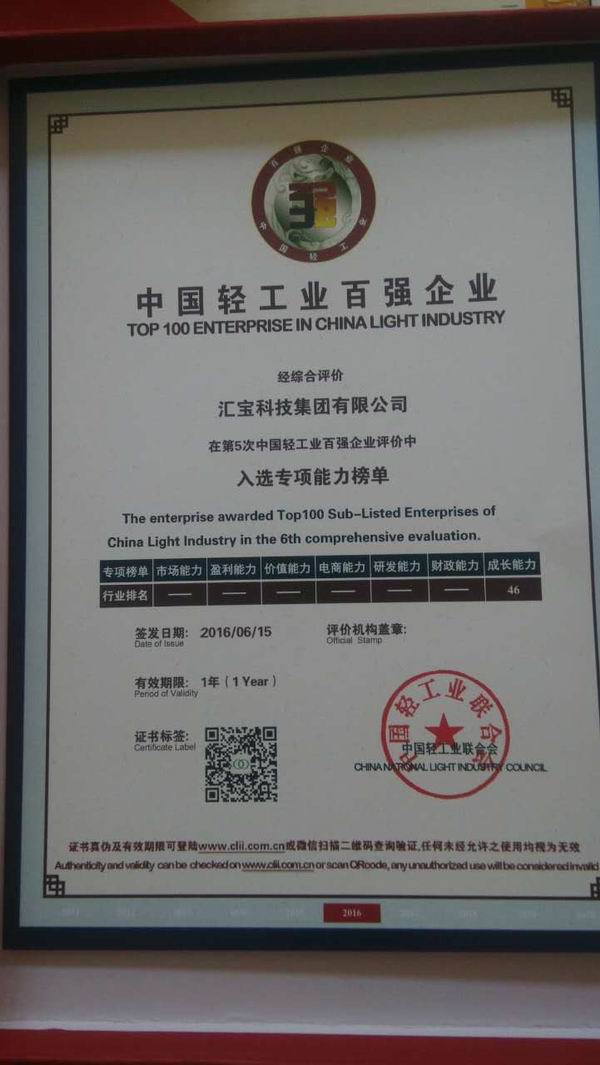 中国轻工业百强企业
强
中国轻工业百强企业
TOP 100 ENTERPRISE IN CHINA LIGHT INDUSTRY
经综合评价
汇宝科技集团有限公司
在第5次中国轻工业百强企业评价中
入选专项能力榜单
The enterprise awarded Top100 Sub-Listed Enterprises of
China Light Industry in the 6th comprehensive evaluation.
专项榜单 市场能力 盈利能力 价值能力 电商能力 研发能力 财政能力 成长能力
行业排名 — — — — — — 46
签发日期: 2016/06/15 评价机构盖章:
Date of Issue Official Stamp
有效期限: 1年（1 Year）
Period of Validity
证书标签:
Certificate Label
中国轻工业联合会
中国轻工业联合会
CHINA NATIONAL LIGHT INDUSTRY COUNCIL
证书真伪及有效期限可登陆www.clii.com.cn或微信扫描二维码查询验证,任何未经允许之使用均视为无效
Authenticity and validity can be checked on www.clii.com.cn or scan QRcode, any unauthorized use will be considered invalid
2016